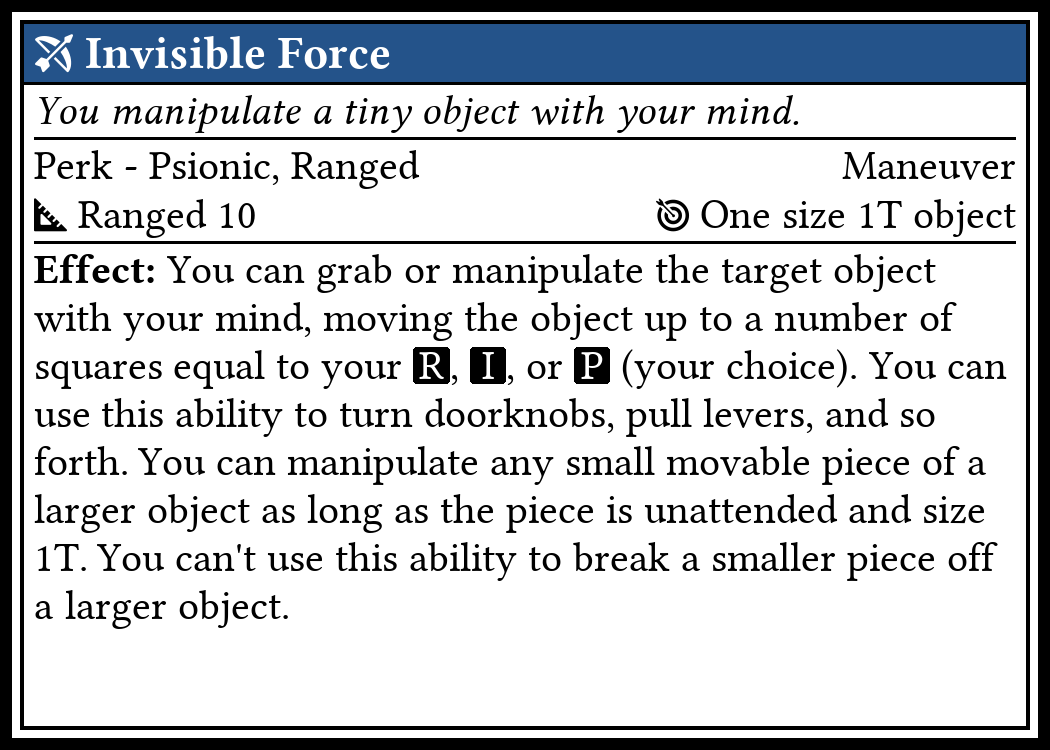 Invisible Force
You manipulate a tiny object with your mind.
Perk - Psionic, Ranged Maneuver
Ranged 10 One size 1T object
Effect: You can grab or manipulate the target object
with your mind, moving the object up to a number of
squares equal to your R, I, or P (your choice). You can
use this ability to turn doorknobs, pull levers, and so
forth. You can manipulate any small movable piece of a
larger object as long as the piece is unattended and size
1T. You can't use this ability to break a smaller piece off
a larger object.